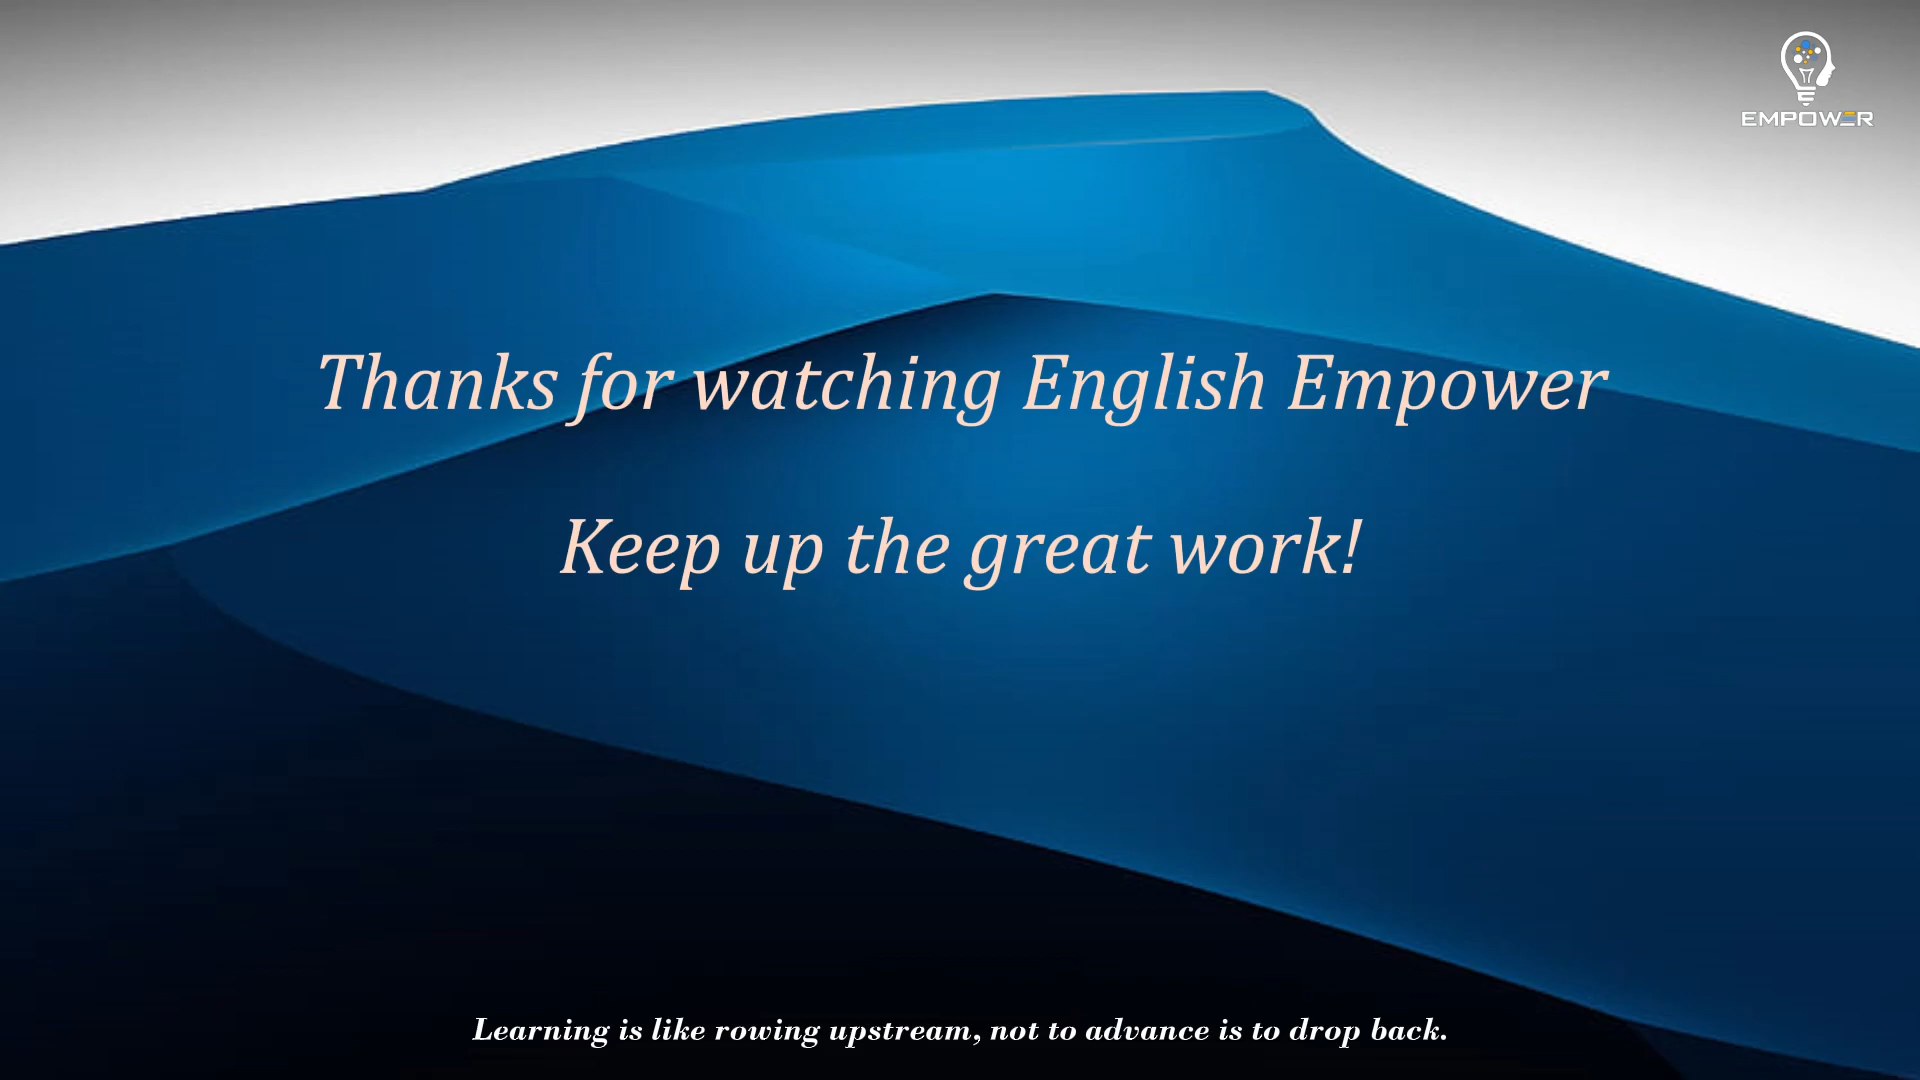 EMPOWER
Thanks for watching English Empower
Keep up the great work!
Learning is like rowing upstream, not to advance is to drop back.